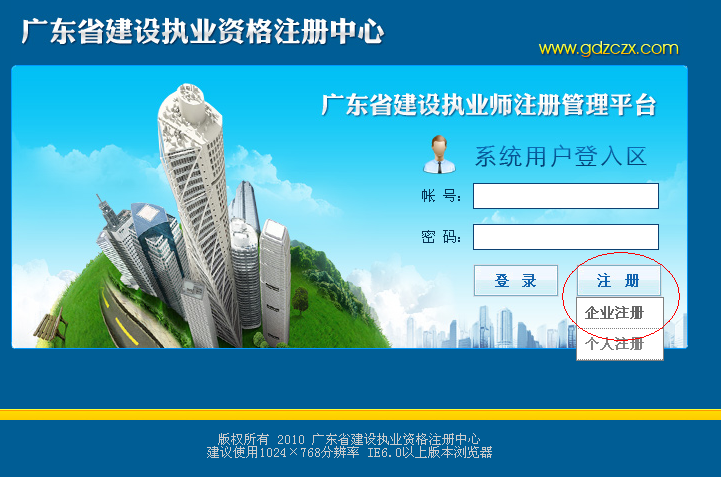 广东省建设执业资格注册中心
www.gdzczx.com
广东省建设执业师注册管理平台
系统用户登入区
帐 号:
密 码:
登 录 注 册
企业注册
个人注册
版权所有 2010 广东省建设执业资格注册中心
建议使用1024×768分辨率 IE6.0以上版本浏览器